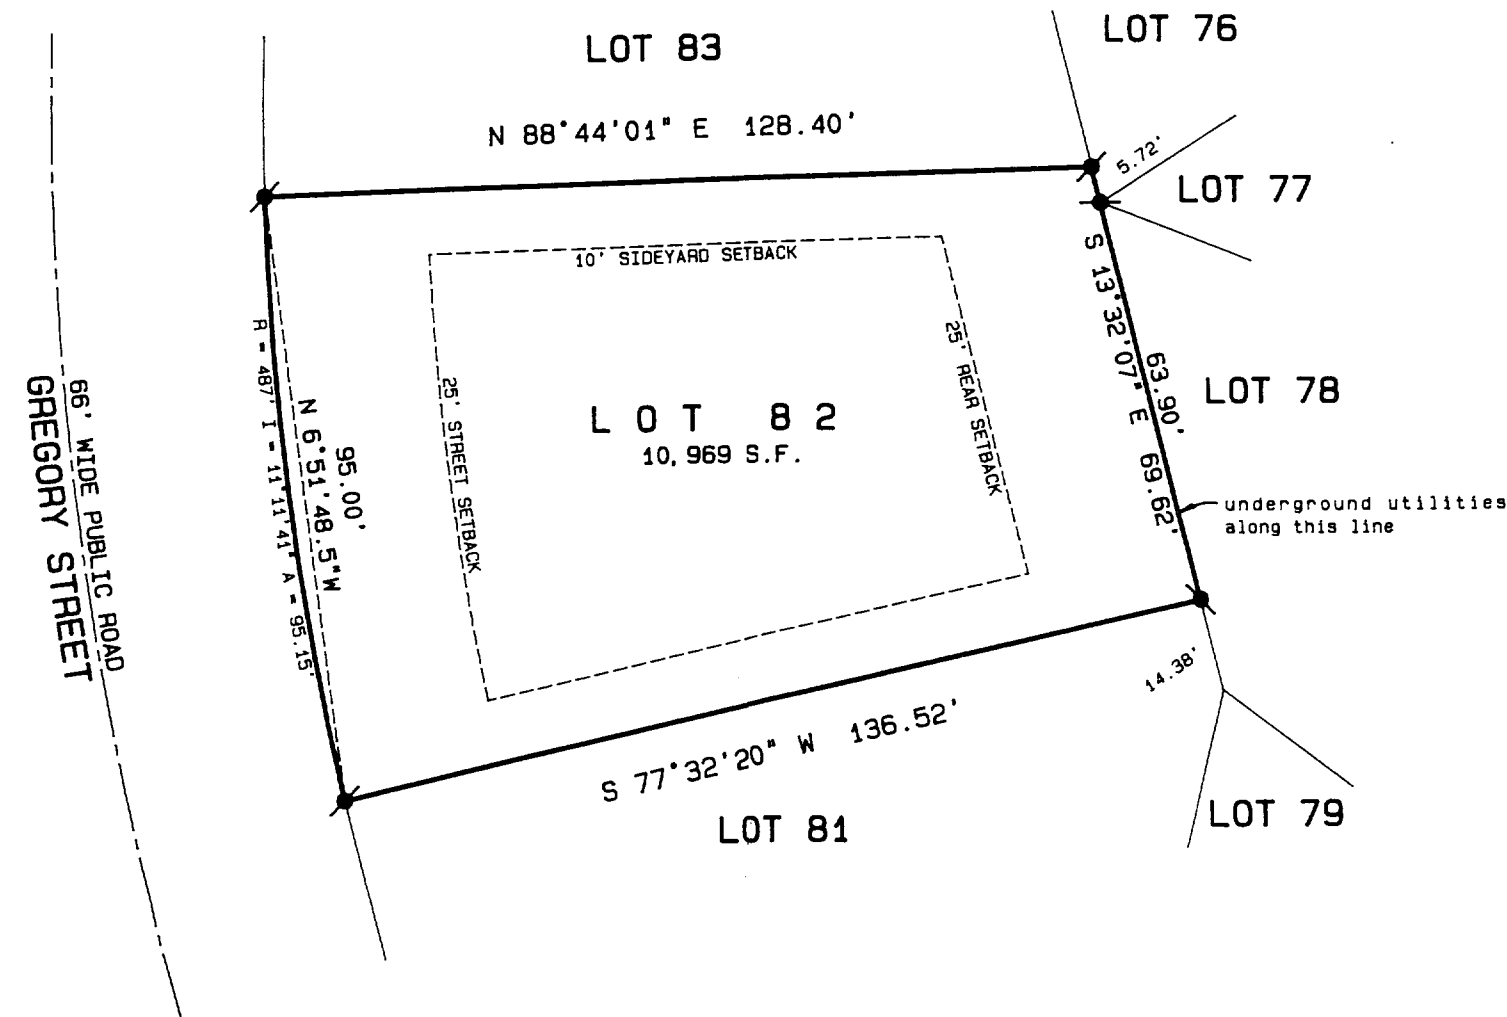 LOT 83
LOT 76
N 88°44'01" E 128.40'
5.72'
LOT 77
10' SIDEYARD SETBACK
S 13°32'07" E 69.62'
63.90'
25' REAR SETBACK
LOT 78
66' WIDE PUBLIC ROAD
GREGORY STREET
R = 487' I = 11°11'41" A = 95.15'
N 6°51'48.5"W
95.00'
25' STREET SETBACK
LOT 82
10,969 S.F.
underground utilities
along this line
14.38'
S 77°32'20" W 136.52'
LOT 81
LOT 79